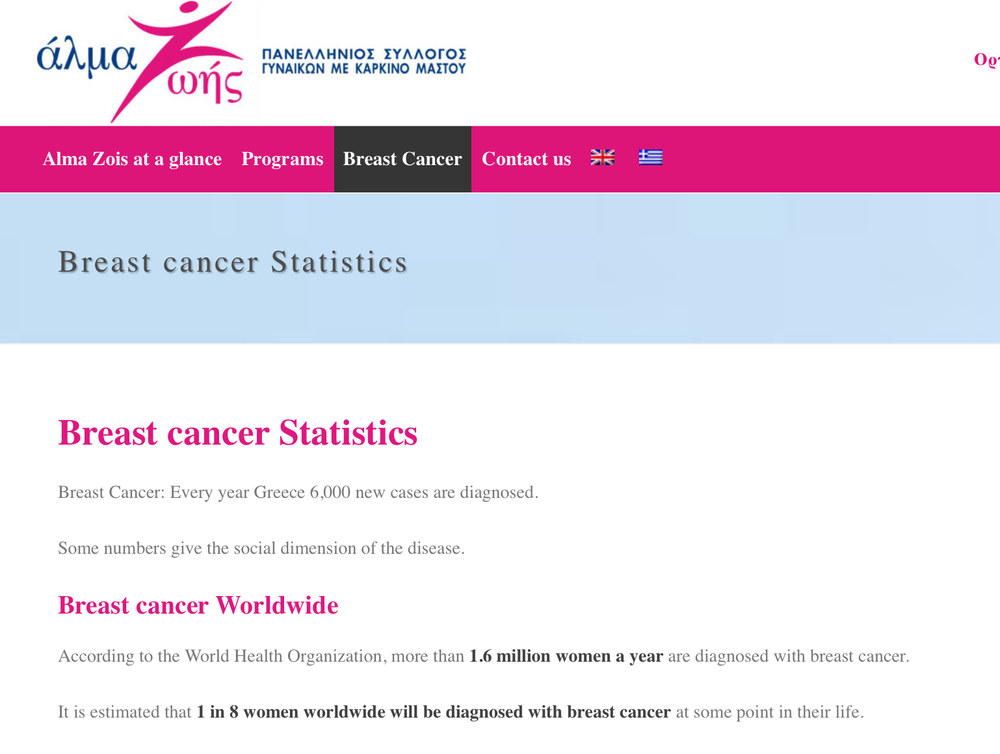 άλμα Ζωής
ΠΑΝΕΛΛΗΝΙΟΣ ΣΥΛΛΟΓΟΣ
ΓΥΝΑΙΚΩΝ ΜΕ ΚΑΡΚΙΝΟ ΜΑΣΤΟΥ
Alma Zois at a glance Programs Breast Cancer Contact us
Breast cancer Statistics
Breast cancer Statistics
Breast Cancer: Every year Greece 6,000 new cases are diagnosed.
Some numbers give the social dimension of the disease.
Breast cancer Worldwide
According to the World Health Organization, more than 1.6 million women a year are diagnosed with breast cancer.
It is estimated that 1 in 8 women worldwide will be diagnosed with breast cancer at some point in their life.